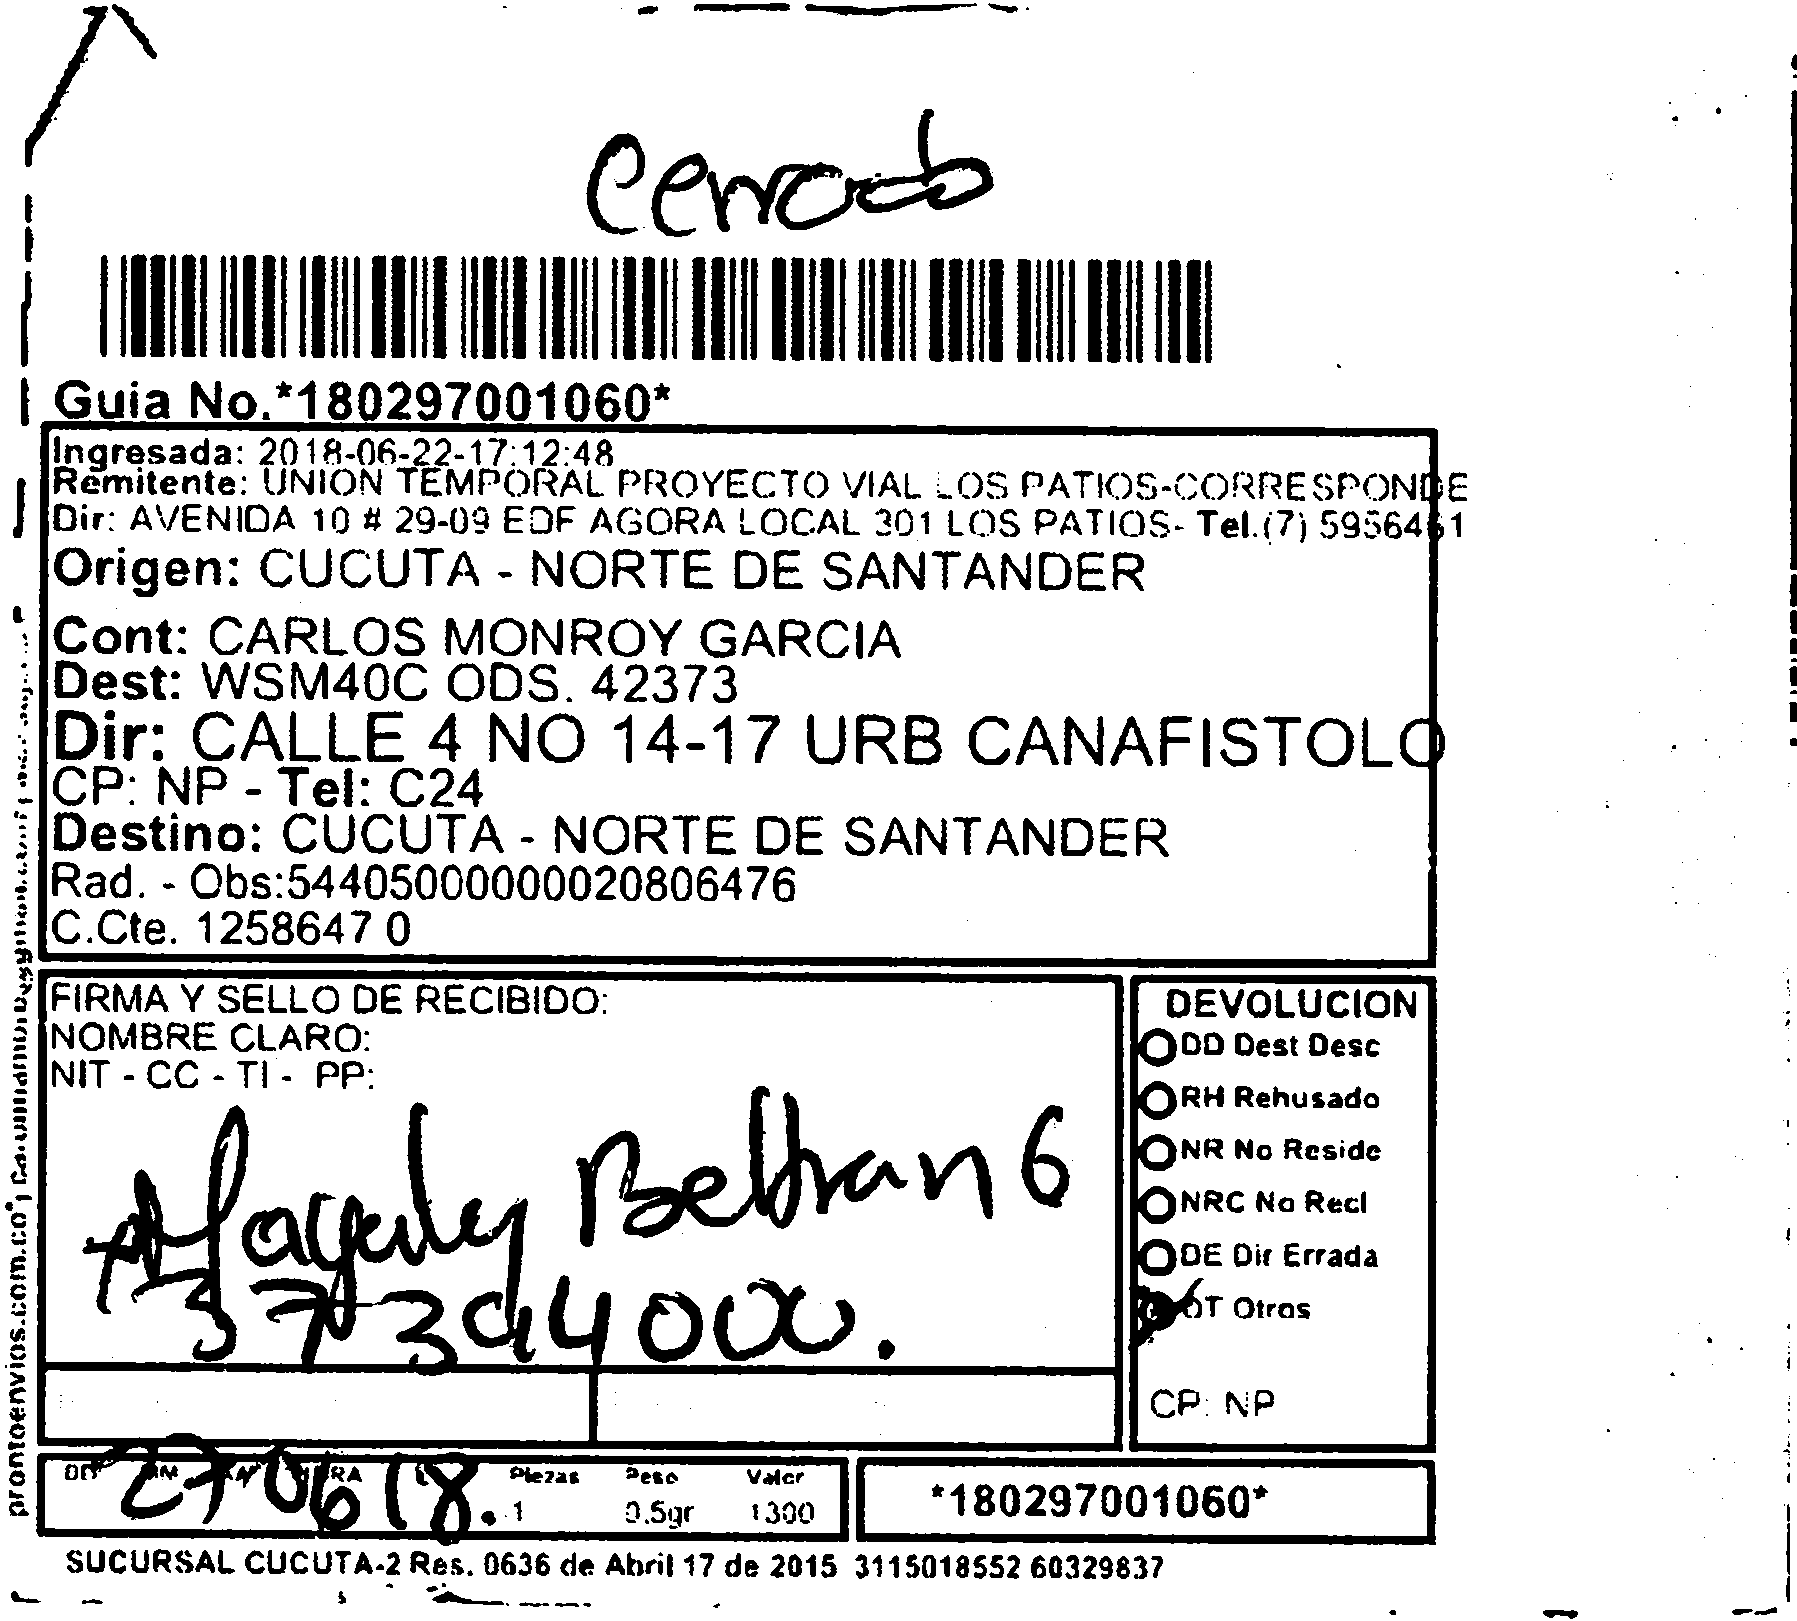 Cerrado
Guia No.*180297001060*
Ingresada: 2018-06-22-17:12:48
Remitente: UNION TEMPORAL PROYECTO VIAL LOS PATIOS-CORRESPONDE
Dir: AVENIDA 10 # 29-09 EDF AGORA LOCAL 301 LOS PATIOS- Tel.(7) 5956461
Origen: CUCUTA - NORTE DE SANTANDER
Cont: CARLOS MONROY GARCIA
Dest: WSM40C ODS. 42373
Dir: CALLE 4 NO 14-17 URB CANAFISTOLO
CP: NP - Tel: C24
Destino: CUCUTA - NORTE DE SANTANDER
Rad. - Obs:54405000000020806476
C.Cte. 1258647 0
FIRMA Y SELLO DE RECIBIDO:
NOMBRE CLARO:
NIT - CC - TI - PP:
Magaly Beltran G
37394000.
DEVOLUCION
DD Dest Desc
RH Rehusado
NR No Reside
NRC No Recl
DE Dir Errada
OT Otros
CP: NP
27 06 18.
Piezas Peso Valor
1 0.5gr 1300
*180297001060*
SUCURSAL CUCUTA-2 Res. 0636 de Abril 17 de 2015 3115018552 60329837
prontoenvios.com.co